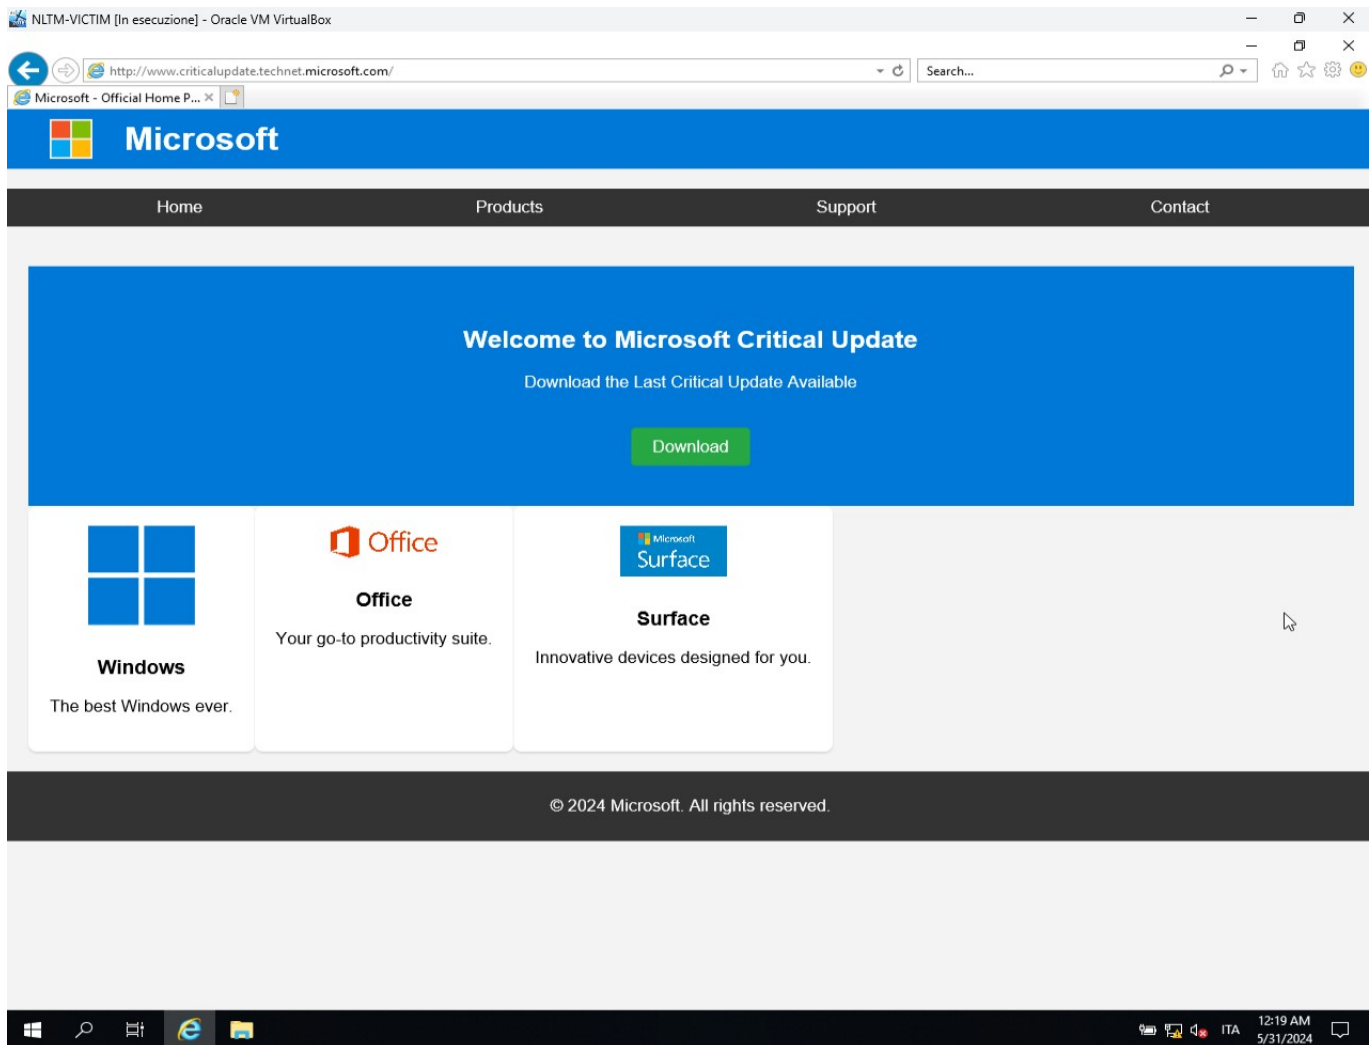 NLTM-VICTIM [In esecuzione] - Oracle VM VirtualBox
http://www.criticalupdate.technet.microsoft.com/
Search...
Microsoft - Official Home P...
Microsoft
Home Products Support Contact
Welcome to Microsoft Critical Update
Download the Last Critical Update Available
Download
Office
Microsoft
Surface
Office
Your go-to productivity suite.
Surface
Innovative devices designed for you.
Windows
The best Windows ever.
© 2024 Microsoft. All rights reserved.
ITA
12:19 AM
5/31/2024